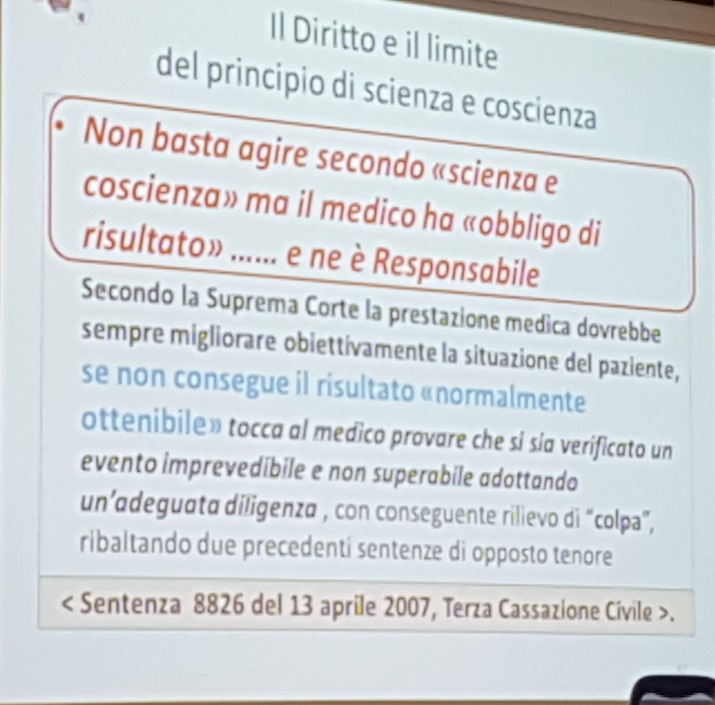 Il Diritto e il limite
del principio di scienza e coscienza
• Non basta agire secondo «scienza e
coscienza» ma il medico ha «obbligo di
risultato» ...... e ne è Responsabile
Secondo la Suprema Corte la prestazione medica dovrebbe
sempre migliorare obiettivamente la situazione del paziente,
se non consegue il risultato «normalmente
ottenibile» tocca al medico provare che si sia verificato un
evento imprevedibile e non superabile adottando
un'adeguata diligenza , con conseguente rilievo di "colpa",
ribaltando due precedenti sentenze di opposto tenore
< Sentenza 8826 del 13 aprile 2007, Terza Cassazione Civile >.